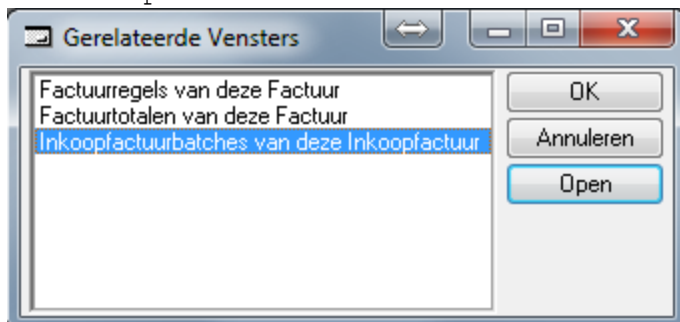 Gerelateerde Vensters
Factuurregels van deze Factuur
Factuurtotalen van deze Factuur
Inkoopfactuurbatches van deze Inkoopfactuur
OK
Annuleren
Open